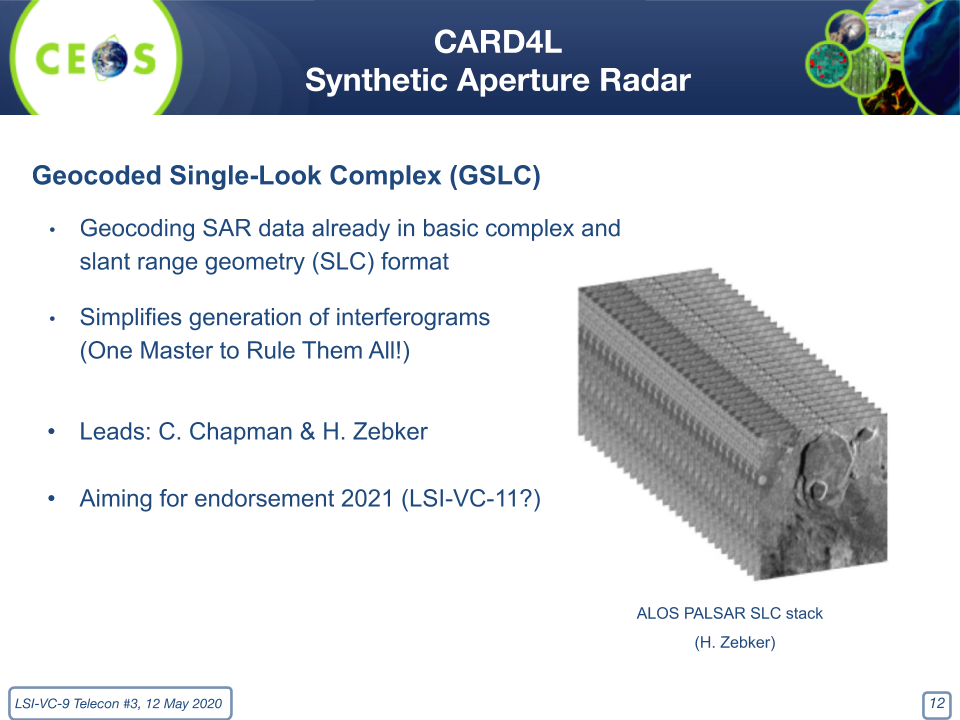 CEOS
CARD4L
Synthetic Aperture Radar
Geocoded Single-Look Complex (GSLC)
• Geocoding SAR data already in basic complex and
slant range geometry (SLC) format
• Simplifies generation of interferograms
(One Master to Rule Them All!)
• Leads: C. Chapman & H. Zebker
• Aiming for endorsement 2021 (LSI-VC-11?)
ALOS PALSAR SLC stack
(H. Zebker)
LSI-VC-9 Telecon #3, 12 May 2020
12